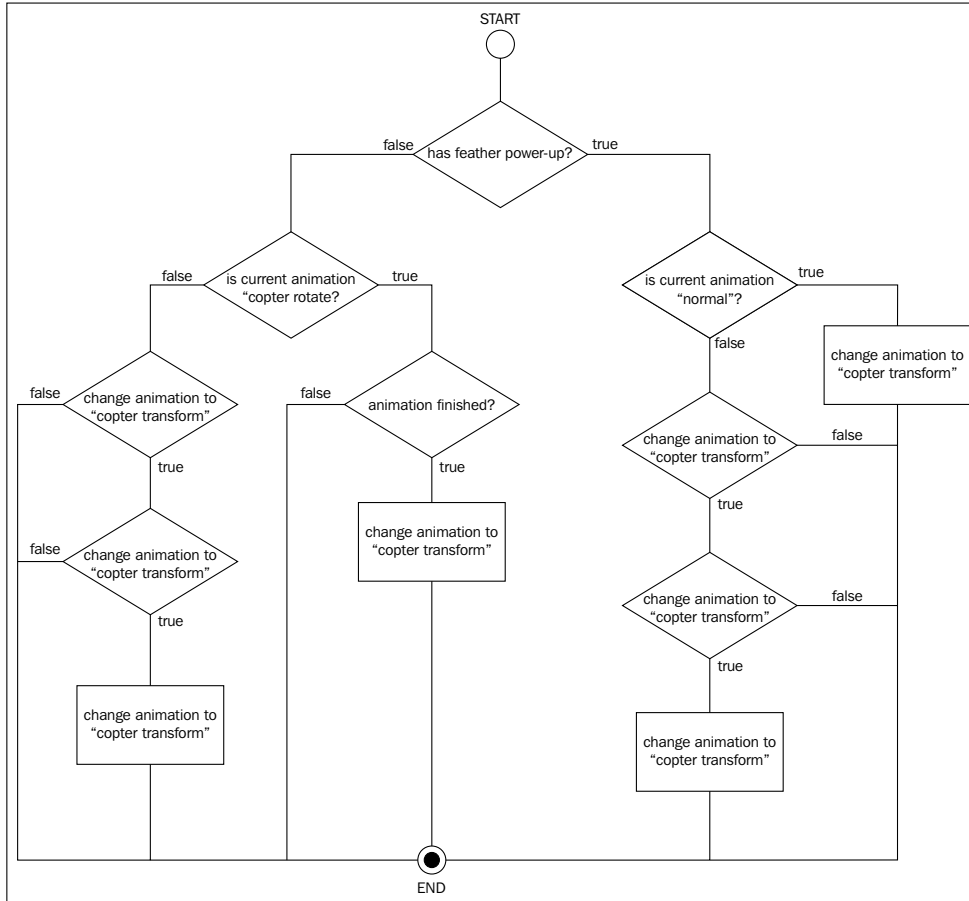 START
has feather power-up?
false
true
is current animation
“copter rotate?
false
true
is current animation
“normal”?
true
false
change animation to
“copter transform”
false
change animation to
“copter transform”
true
false
animation finished?
true
change animation to
“copter transform”
false
true
false
change animation to
“copter transform”
true
change animation to
“copter transform”
change animation to
“copter transform”
false
true
change animation to
“copter transform”
change animation to
“copter transform”
END